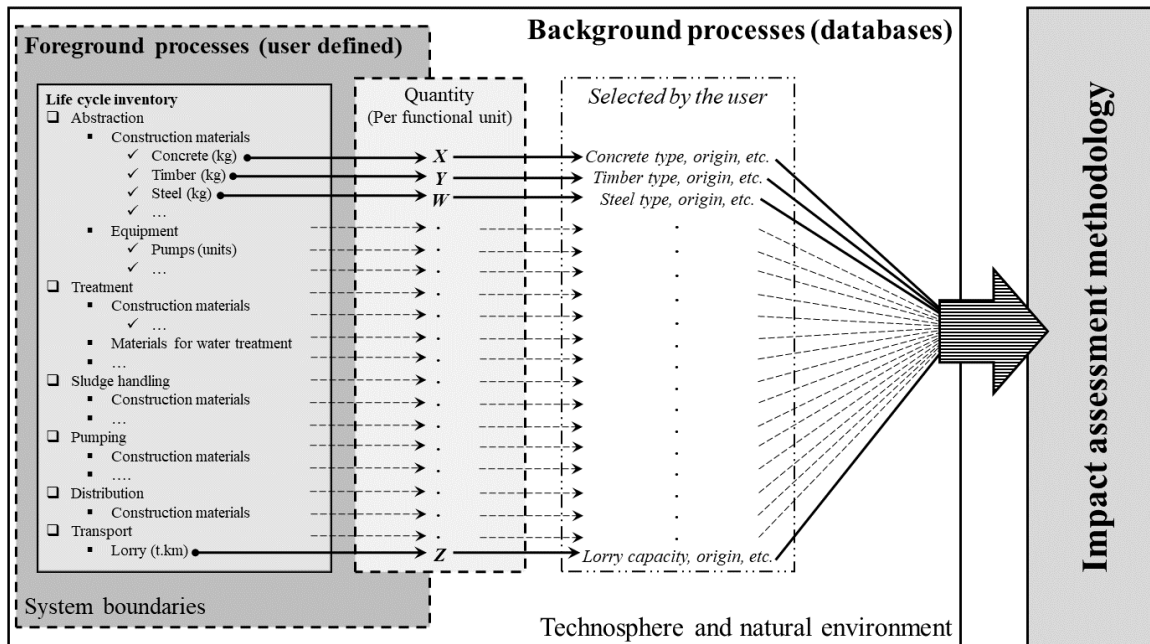 Foreground processes (user defined)
Background processes (databases)
Life cycle inventory
Abstraction
Construction materials
Concrete (kg)
Timber (kg)
Steel (kg)
…
Equipment
Pumps (units)
…
Treatment
Construction materials
…
Materials for water treatment
…
Sludge handling
Construction materials
…
Pumping
Construction materials
….
Distribution
Construction materials
Transport
Lorry (t.km)
System boundaries
Quantity
(Per functional unit)
X
Y
W
Z
Selected by the user
Concrete type, origin, etc.
Timber type, origin, etc.
Steel type, origin, etc.
Lorry capacity, origin, etc.
Technosphere and natural environment
Impact assessment methodology